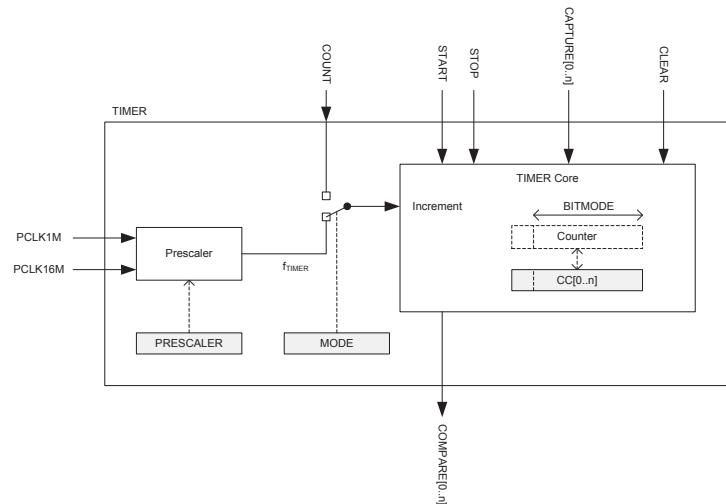 COUNT
START
STOP
CAPTURE[0..n]
CLEAR
TIMER
TIMER Core
Increment
BITMODE
Counter
CC[0..n]
PCLK1M
PCLK16M
Prescaler
fTIMER
PRESCALER
MODE
COMPARE[0..n]